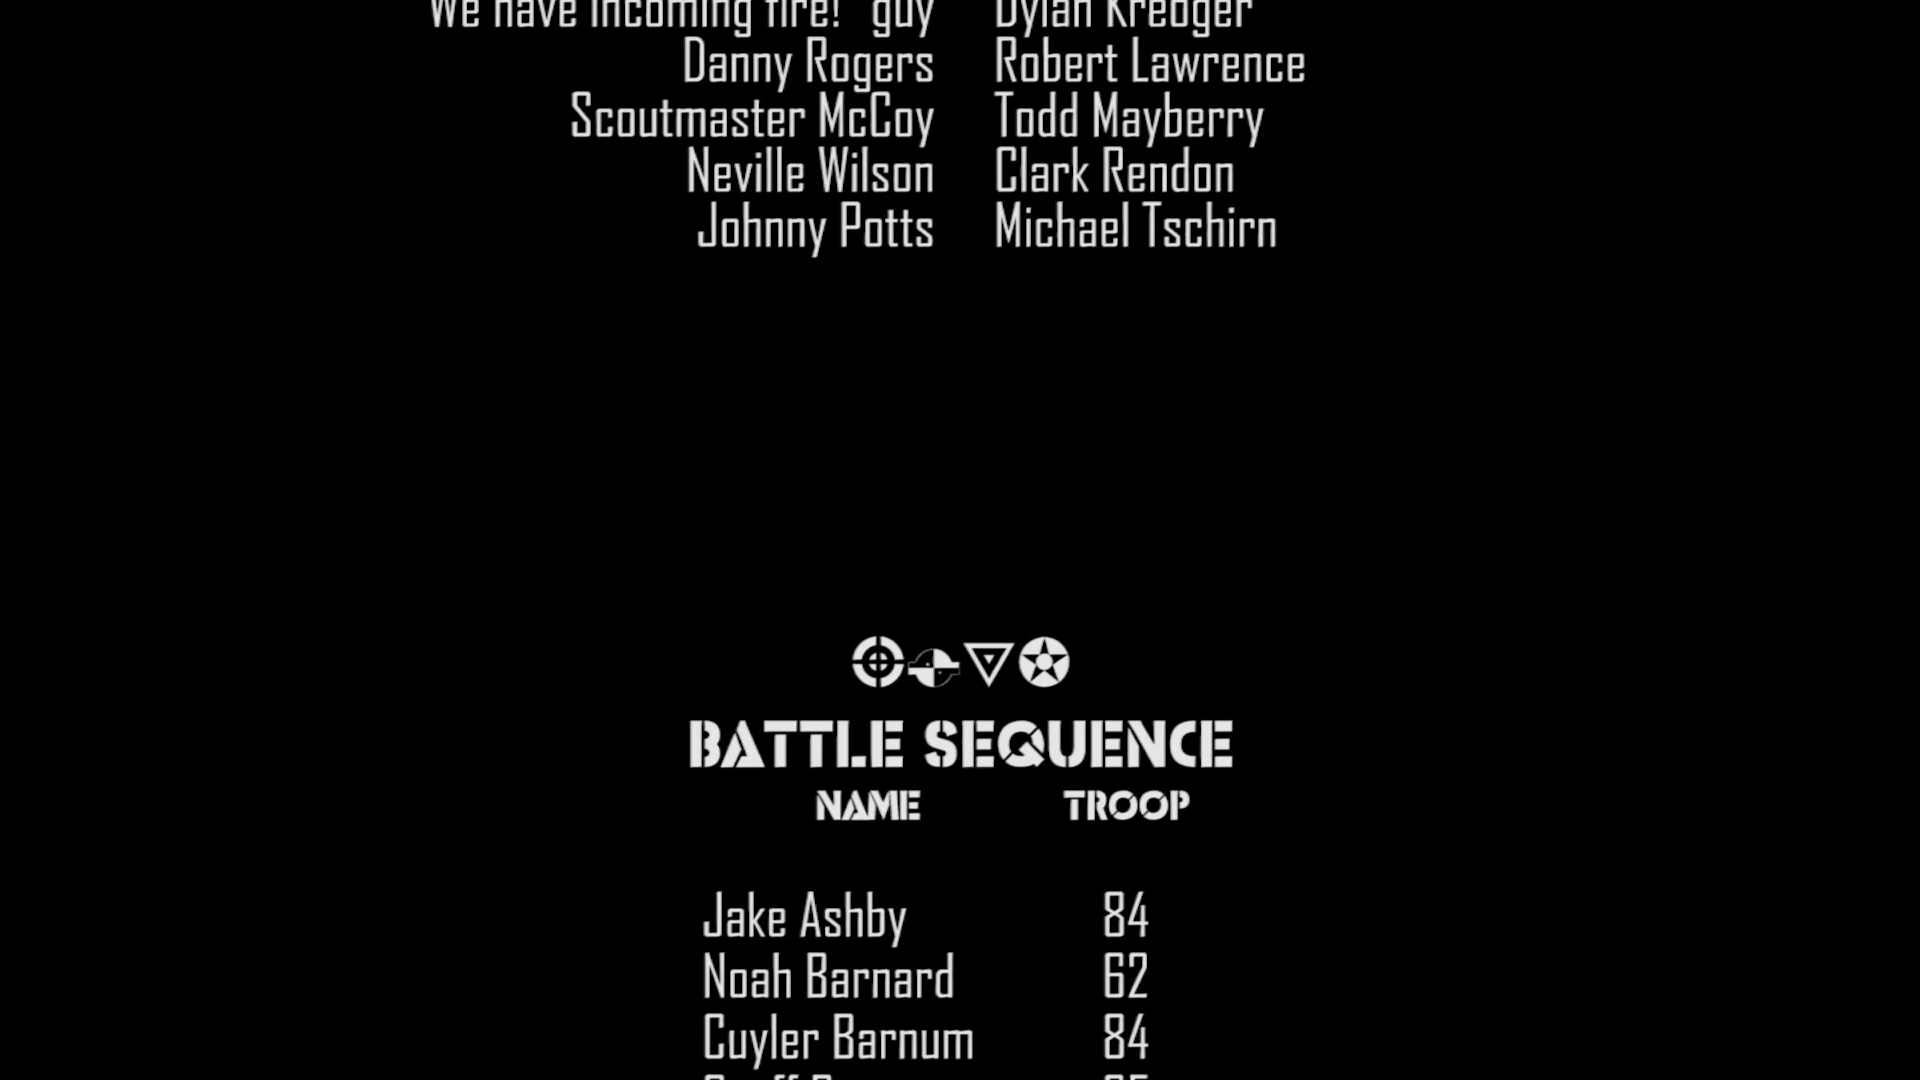 We have incoming fire!" guy Dylan Kredger
Danny Rogers Robert Lawrence
Scoutmaster McCoy Todd Mayberry
Neville Wilson Clark Rendon
Johnny Potts Michael Tschirn
BATTLE SEQUENCE
NAME TROOP
Jake Ashby 84
Noah Barnard 62
Cuyler Barnum 84